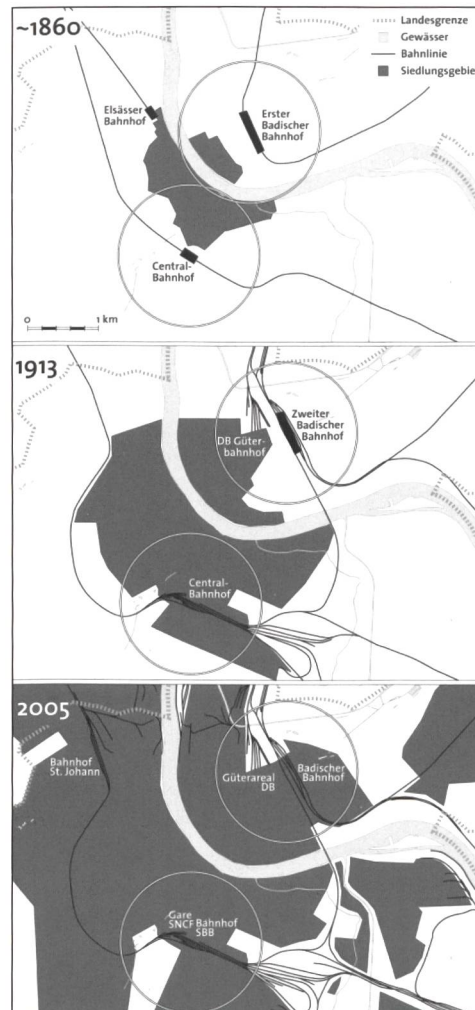 ~1860
Landesgrenze
Gewässer
Bahnlinie
Siedlungsgebie
Elsässer
Bahnhof
Erster
Badischer
Bahnhof
Central-
Bahnhof
0 1 km
1913
DB Güter-
bahnhof
Zweiter
Badischer
Bahnhof
Central-
Bahnhof
2005
Bahnhof
St. Johann
Güterareal
DB
Badischer
Bahnhof
Gare
SNCF
Bahnhof
SBB